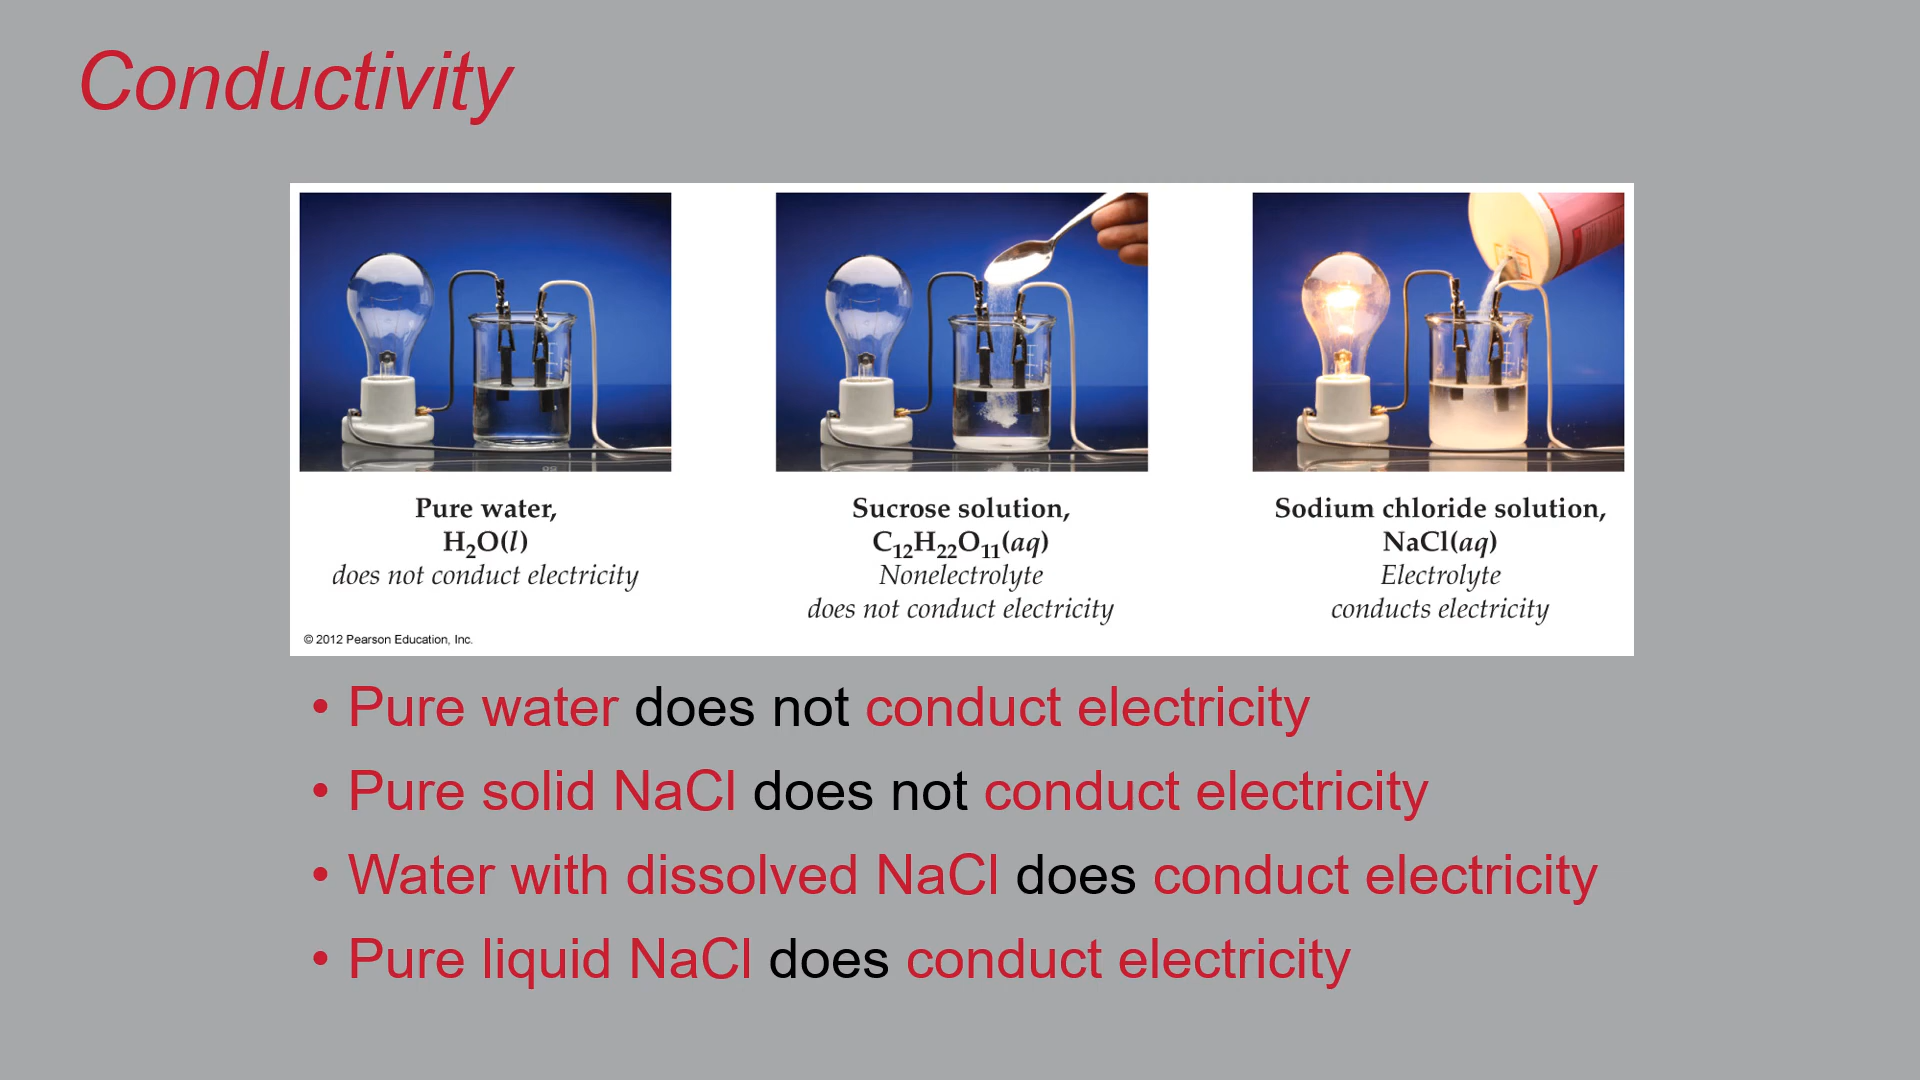 Conductivity
Pure water,
H₂O(l)
does not conduct electricity
Sucrose solution,
C₁₂H₂₂O₁₁(aq)
Nonelectrolyte
does not conduct electricity
Sodium chloride solution,
NaCl(aq)
Electrolyte
conducts electricity
© 2012 Pearson Education, Inc.
• Pure water does not conduct electricity
• Pure solid NaCl does not conduct electricity
• Water with dissolved NaCl does conduct electricity
• Pure liquid NaCl does conduct electricity